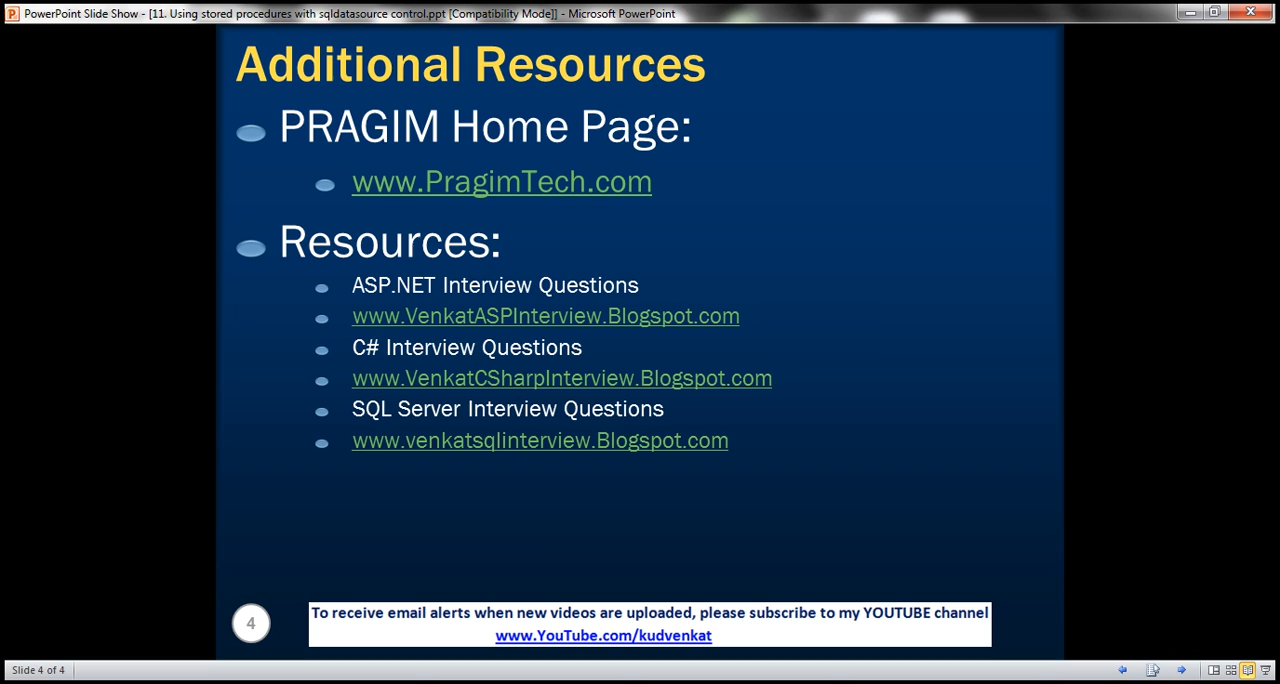 PowerPoint Slide Show - [11. Using stored procedures with sqldatasource control.ppt [Compatibility Mode]] - Microsoft PowerPoint
Additional Resources
PRAGIM Home Page:
www.PragimTech.com
Resources:
ASP.NET Interview Questions
www.VenkatASPInterview.Blogspot.com
C# Interview Questions
www.VenkatCSharpInterview.Blogspot.com
SQL Server Interview Questions
www.venkatsqlinterview.Blogspot.com
4
To receive email alerts when new videos are uploaded, please subscribe to my YOUTUBE channel
www.YouTube.com/kudvenkat
Slide 4 of 4